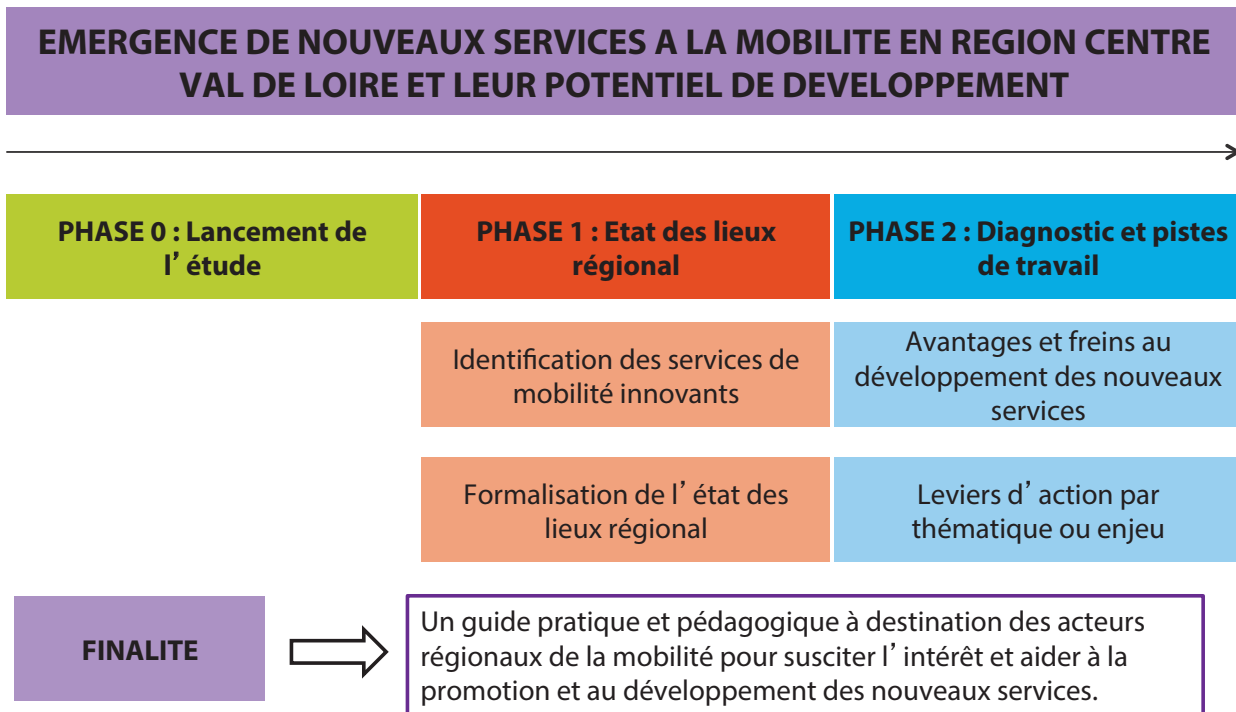 EMERGENCE DE NOUVEAUX SERVICES A LA MOBILITE EN REGION CENTRE
VAL DE LOIRE ET LEUR POTENTIEL DE DEVELOPPEMENT
PHASE 0 : Lancement de
l’ étude
PHASE 1 : Etat des lieux
régional
PHASE 2 : Diagnostic et pistes
de travail
Identification des services de
mobilité innovants
Avantages et freins au
développement des nouveaux
services
Formalisation de l’ état des
lieux régional
Leviers d’ action par
thématique ou enjeu
FINALITE
Un guide pratique et pédagogique à destination des acteurs
régionaux de la mobilité pour susciter l’ intérêt et aider à la
promotion et au développement des nouveaux services.